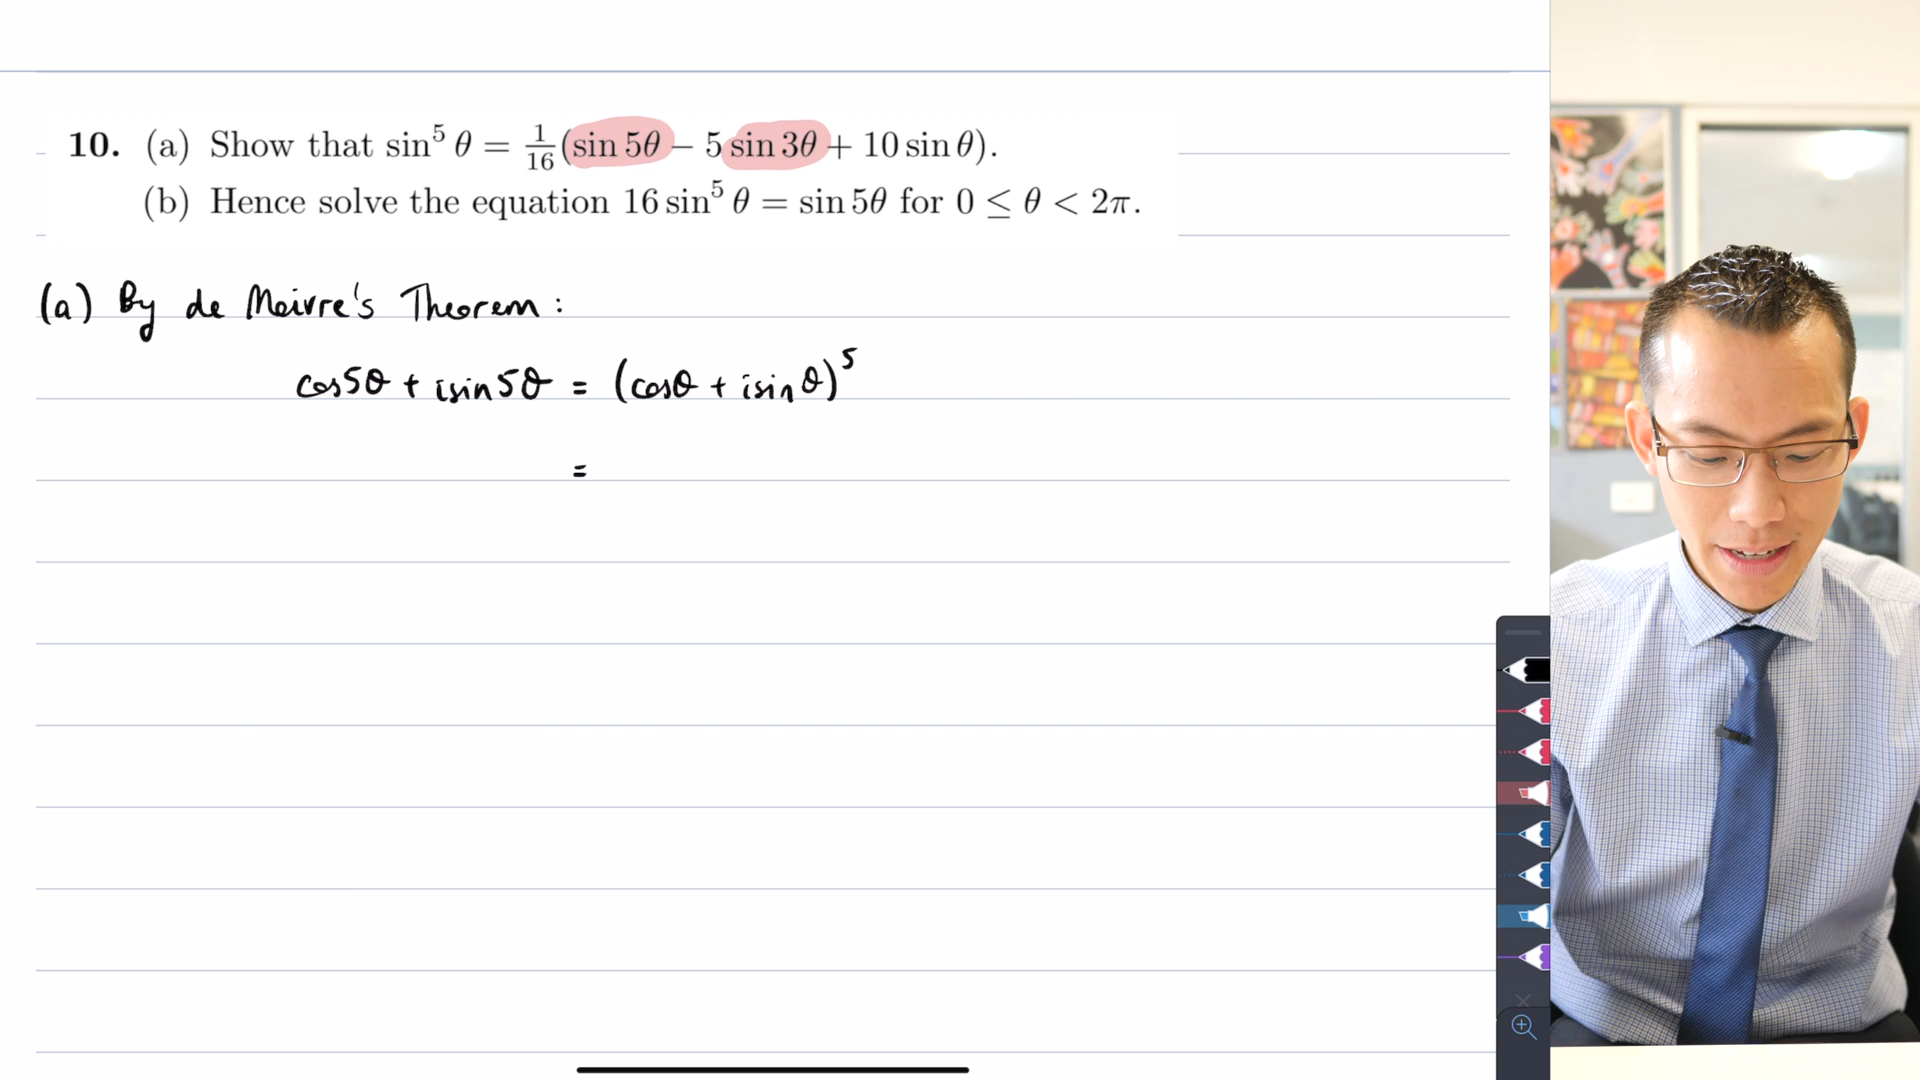 10. (a) Show that sin⁵ θ = 1/16 (sin 5θ − 5 sin 3θ + 10 sin θ).
(b) Hence solve the equation 16 sin⁵ θ = sin 5θ for 0 ≤ θ < 2π.
(a) By de Moivre's Theorem :
cos5θ + isin5θ = (cosθ + isinθ)⁵
=